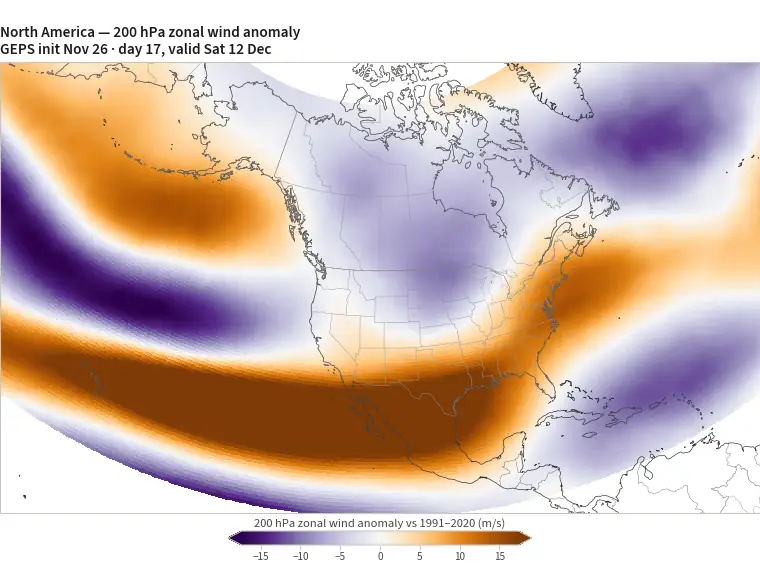 North America — 200 hPa zonal wind anomaly
GEPS init Nov 26 · day 17, valid Sat 12 Dec
200 hPa zonal wind anomaly vs 1991–2020 (m/s)
−15 −10 −5 0 5 10 15